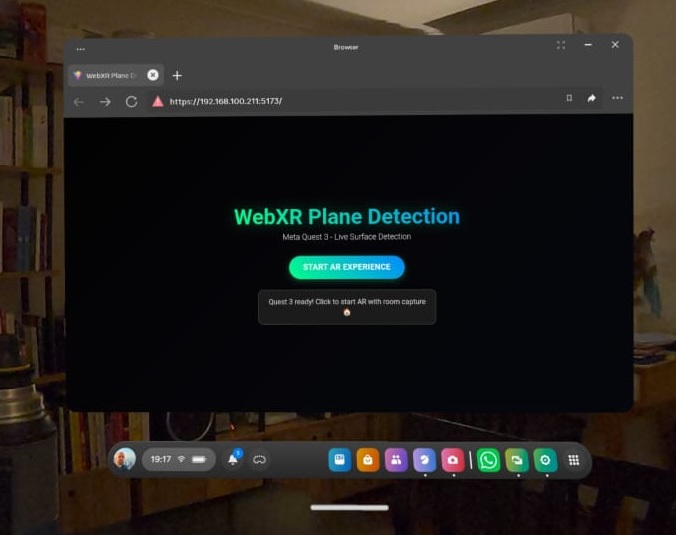 Browser
WebXR Plane D
https://192.168.100.211:5173/
WebXR Plane Detection
Meta Quest 3 - Live Surface Detection
START AR EXPERIENCE
Quest 3 ready! Click to start AR with room capture
19:17